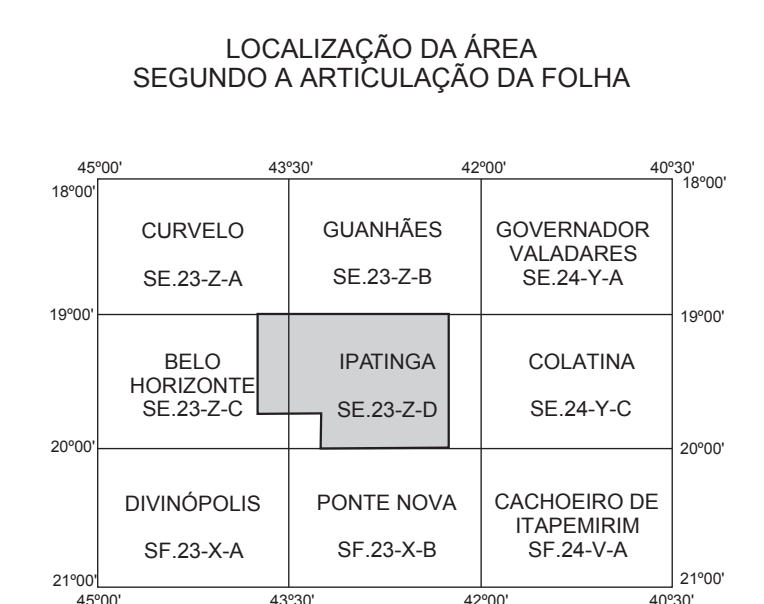 LOCALIZAÇÃO DA ÁREA
SEGUNDO A ARTICULAÇÃO DA FOLHA
45º00' 43º30' 42º00' 40º30'
18º00' 18º00'
CURVELO GUANHÃES GOVERNADOR
VALADARES
SE.23-Z-A SE.23-Z-B SE.24-Y-A
19º00' 19º00'
BELO IPATINGA COLATINA
HORIZONTE
SE.23-Z-C SE.23-Z-D SE.24-Y-C
20º00' 20º00'
DIVINÓPOLIS PONTE NOVA CACHOEIRO DE
ITAPEMIRIM
SF.23-X-A SF.23-X-B SF.24-V-A
21º00' 21º00'
45º00' 43º30' 42º00' 40º30'